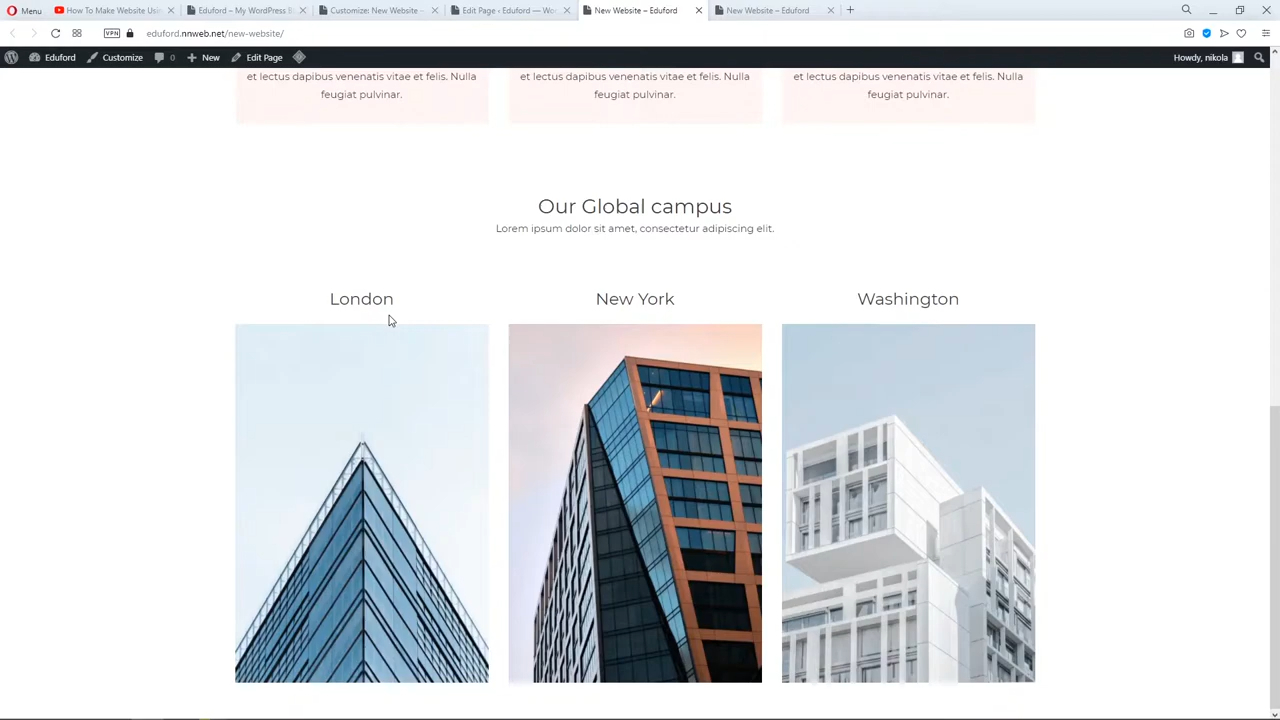 Menu
How To Make Website Usin
Eduford – My WordPress B
Customize: New Website –
Edit Page ‹ Eduford — Wo
New Website – Eduford
New Website – Eduford
VPN
eduford.nnweb.net/new-website/
Eduford
Customize
0
New
Edit Page
Howdy, nikola
et lectus dapibus venenatis vitae et felis. Nulla
feugiat pulvinar.
et lectus dapibus venenatis vitae et felis. Nulla
feugiat pulvinar.
et lectus dapibus venenatis vitae et felis. Nulla
feugiat pulvinar.
Our Global campus
Lorem ipsum dolor sit amet, consectetur adipiscing elit.
London
New York
Washington